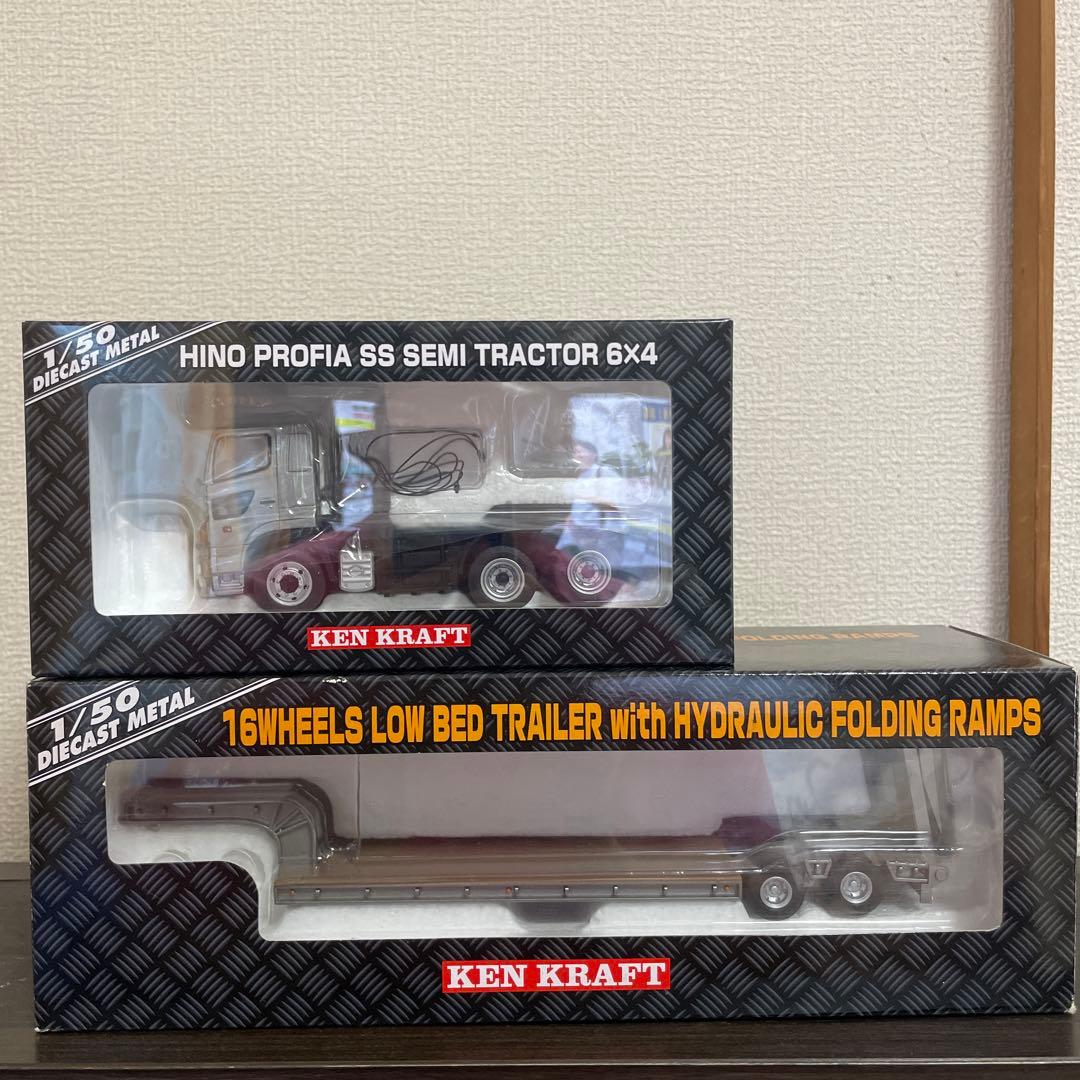 1/50
DIECAST METAL
HINO PROFIA SS SEMI TRACTOR 6×4
KEN KRAFT
FOLDING RAMPS
1/50
DIECAST METAL
16WHEELS LOW BED TRAILER with HYDRAULIC FOLDING RAMPS
KEN KRAFT